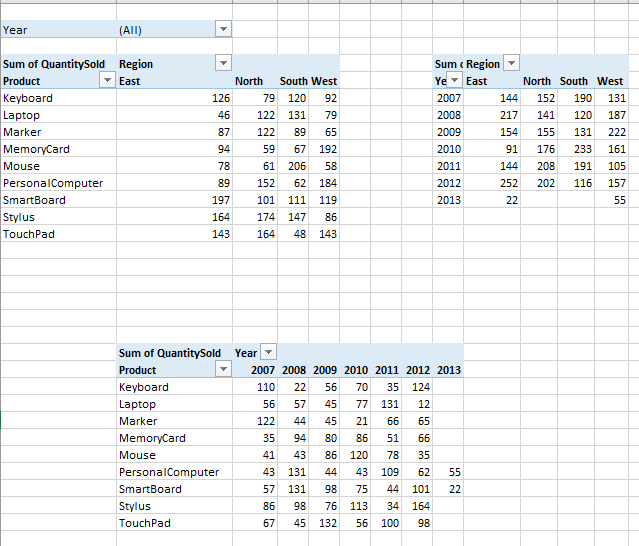 Year (All)
Sum of QuantitySold Region
Product East North South West
Keyboard 126 79 120 92
Laptop 46 122 131 79
Marker 87 122 89 65
MemoryCard 94 59 67 192
Mouse 78 61 206 58
PersonalComputer 89 152 62 184
SmartBoard 197 101 111 119
Stylus 164 174 147 86
TouchPad 143 164 48 143
Sum c Region
Ye East North South West
2007 144 152 190 131
2008 217 141 120 187
2009 154 155 131 222
2010 91 176 233 161
2011 144 208 191 105
2012 252 202 116 157
2013 22 55
Sum of QuantitySold Year
Product 2007 2008 2009 2010 2011 2012 2013
Keyboard 110 22 56 70 35 124
Laptop 56 57 45 77 131 12
Marker 122 44 45 21 66 65
MemoryCard 35 94 80 86 51 66
Mouse 41 43 86 120 78 35
PersonalComputer 43 131 44 43 109 62 55
SmartBoard 57 131 98 75 44 101 22
Stylus 86 98 76 113 34 164
TouchPad 67 45 132 56 100 98